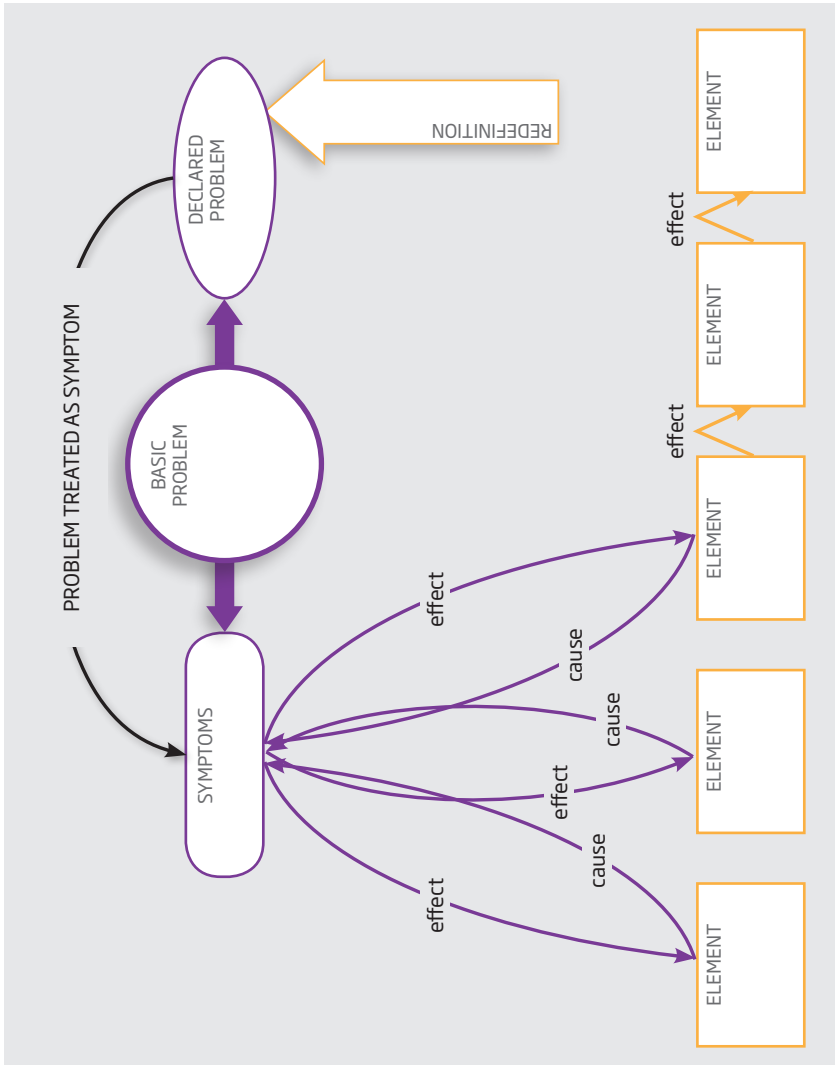 PROBLEM TREATED AS SYMPTOM
SYMPTOMS
BASIC
PROBLEM
DECLARED
PROBLEM
effect
effect
REDEFINITION
cause
effect
cause
cause
effect
effect
ELEMENT
ELEMENT
ELEMENT
ELEMENT
ELEMENT